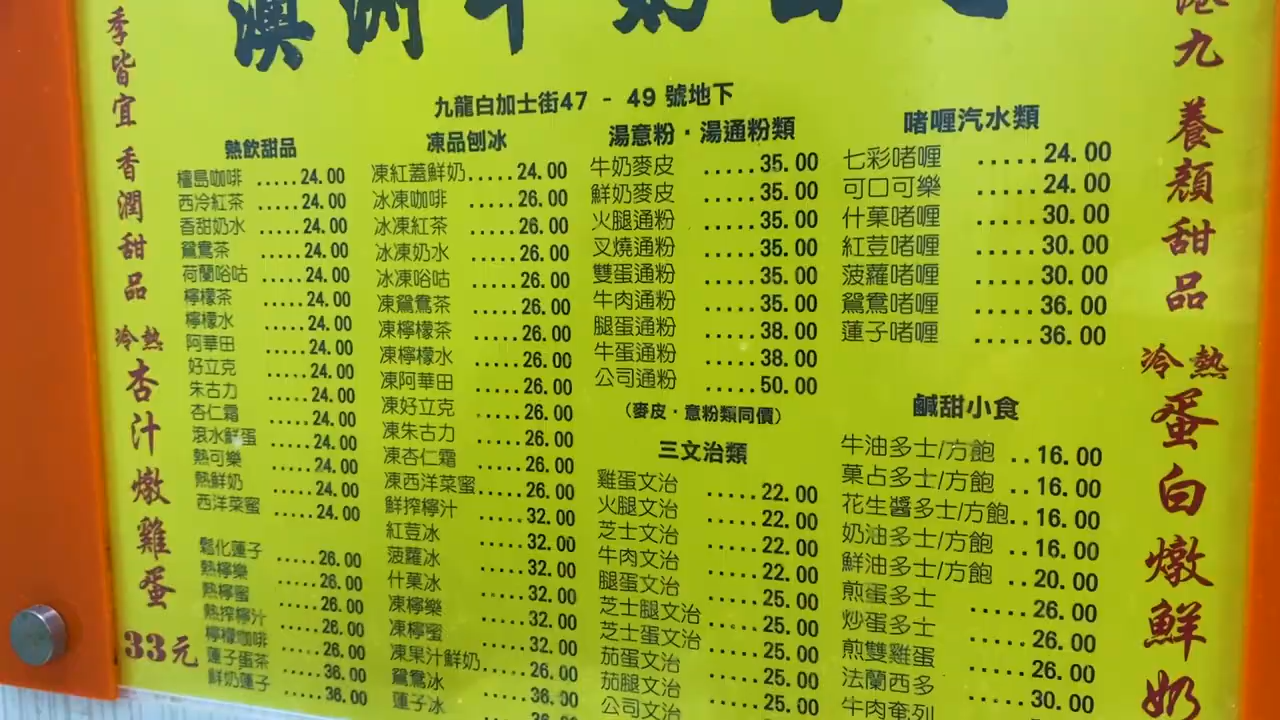 澳洲牛奶公司
九龍白加士街47 - 49 號地下
季皆宜 香潤甜品
冷熱 杏汁燉雞蛋
33元
熱飲甜品
檀島咖啡 .....24.00
西冷紅茶 .....24.00
香甜奶水 .....24.00
鴛鴦茶 .....24.00
荷蘭唂咕 .....24.00
檸檬茶 .....24.00
檸檬水 .....24.00
阿華田 .....24.00
好立克 .....24.00
朱古力 .....24.00
杏仁霜 .....24.00
滾水鮮蛋 .....24.00
熱可樂 .....24.00
熱鮮奶 .....24.00
西洋菜蜜 .....24.00
鬆化蓮子 .....26.00
熱檸樂 .....26.00
熱檸蜜 .....26.00
熱搾檸汁 .....26.00
檸檬咖啡 .....26.00
蓮子蛋茶 .....36.00
鮮奶蓮子 .....36.00
凍品刨冰
凍紅蓋鮮奶.....24.00
冰凍咖啡 .....26.00
冰凍紅茶 .....26.00
冰凍奶水 .....26.00
冰凍唂咕 .....26.00
凍鴛鴦茶 .....26.00
凍檸檬茶 .....26.00
凍檸檬水 .....26.00
凍阿華田 .....26.00
凍好立克 .....26.00
凍朱古力 .....26.00
凍杏仁霜 .....26.00
凍西洋菜蜜.....26.00
鮮搾檸汁 .....32.00
紅荳冰 .....32.00
菠蘿冰 .....32.00
什菓冰 .....32.00
凍檸樂 .....32.00
凍檸蜜 .....32.00
凍果汁鮮奶.....26.00
鴛鴦冰 .....36.00
蓮子冰 .....36.00
湯意粉·湯通粉類
牛奶麥皮 .....35.00
鮮奶麥皮 .....35.00
火腿通粉 .....35.00
叉燒通粉 .....35.00
雙蛋通粉 .....35.00
牛肉通粉 .....35.00
腿蛋通粉 .....38.00
牛蛋通粉 .....38.00
公司通粉 .....50.00
(麥皮·意粉類同價)
三文治類
雞蛋文治 .....22.00
火腿文治 .....22.00
芝士文治 .....22.00
牛肉文治 .....22.00
腿蛋文治 .....25.00
芝士腿文治 .....25.00
芝士蛋文治 .....25.00
茄蛋文治 .....25.00
茄腿文治 .....25.00
公司文治
啫喱汽水類
七彩啫喱 .....24.00
可口可樂 .....24.00
什菓啫喱 .....30.00
紅荳啫喱 .....30.00
菠蘿啫喱 .....30.00
鴛鴦啫喱 .....36.00
蓮子啫喱 .....36.00
鹹甜小食
牛油多士/方飽 ..16.00
菓占多士/方飽 ..16.00
花生醬多士/方飽..16.00
奶油多士/方飽 ..16.00
鮮油多士/方飽 ..20.00
煎蛋多士 .....26.00
炒蛋多士 .....26.00
煎雙雞蛋 .....26.00
法蘭西多 .....30.00
牛肉奄列
港九 養顏甜品
冷熱 蛋白燉鮮奶